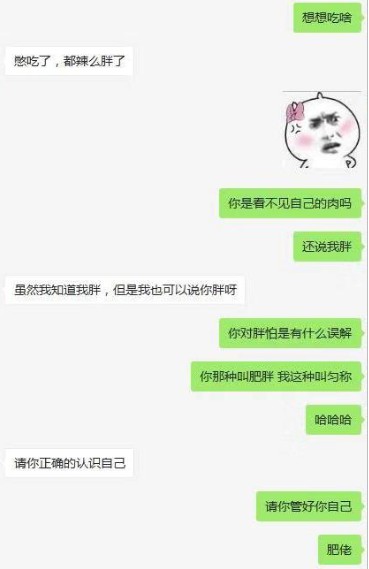 想想吃啥
憨吃了，都辣么胖了
你是看不见自己的肉吗
还说我胖
虽然我知道我胖，但是我也可以说你胖呀
你对胖怕是有什么误解
你那种叫肥胖 我这种叫匀称
哈哈哈
请你正确的认识自己
请你管好你自己
肥佬